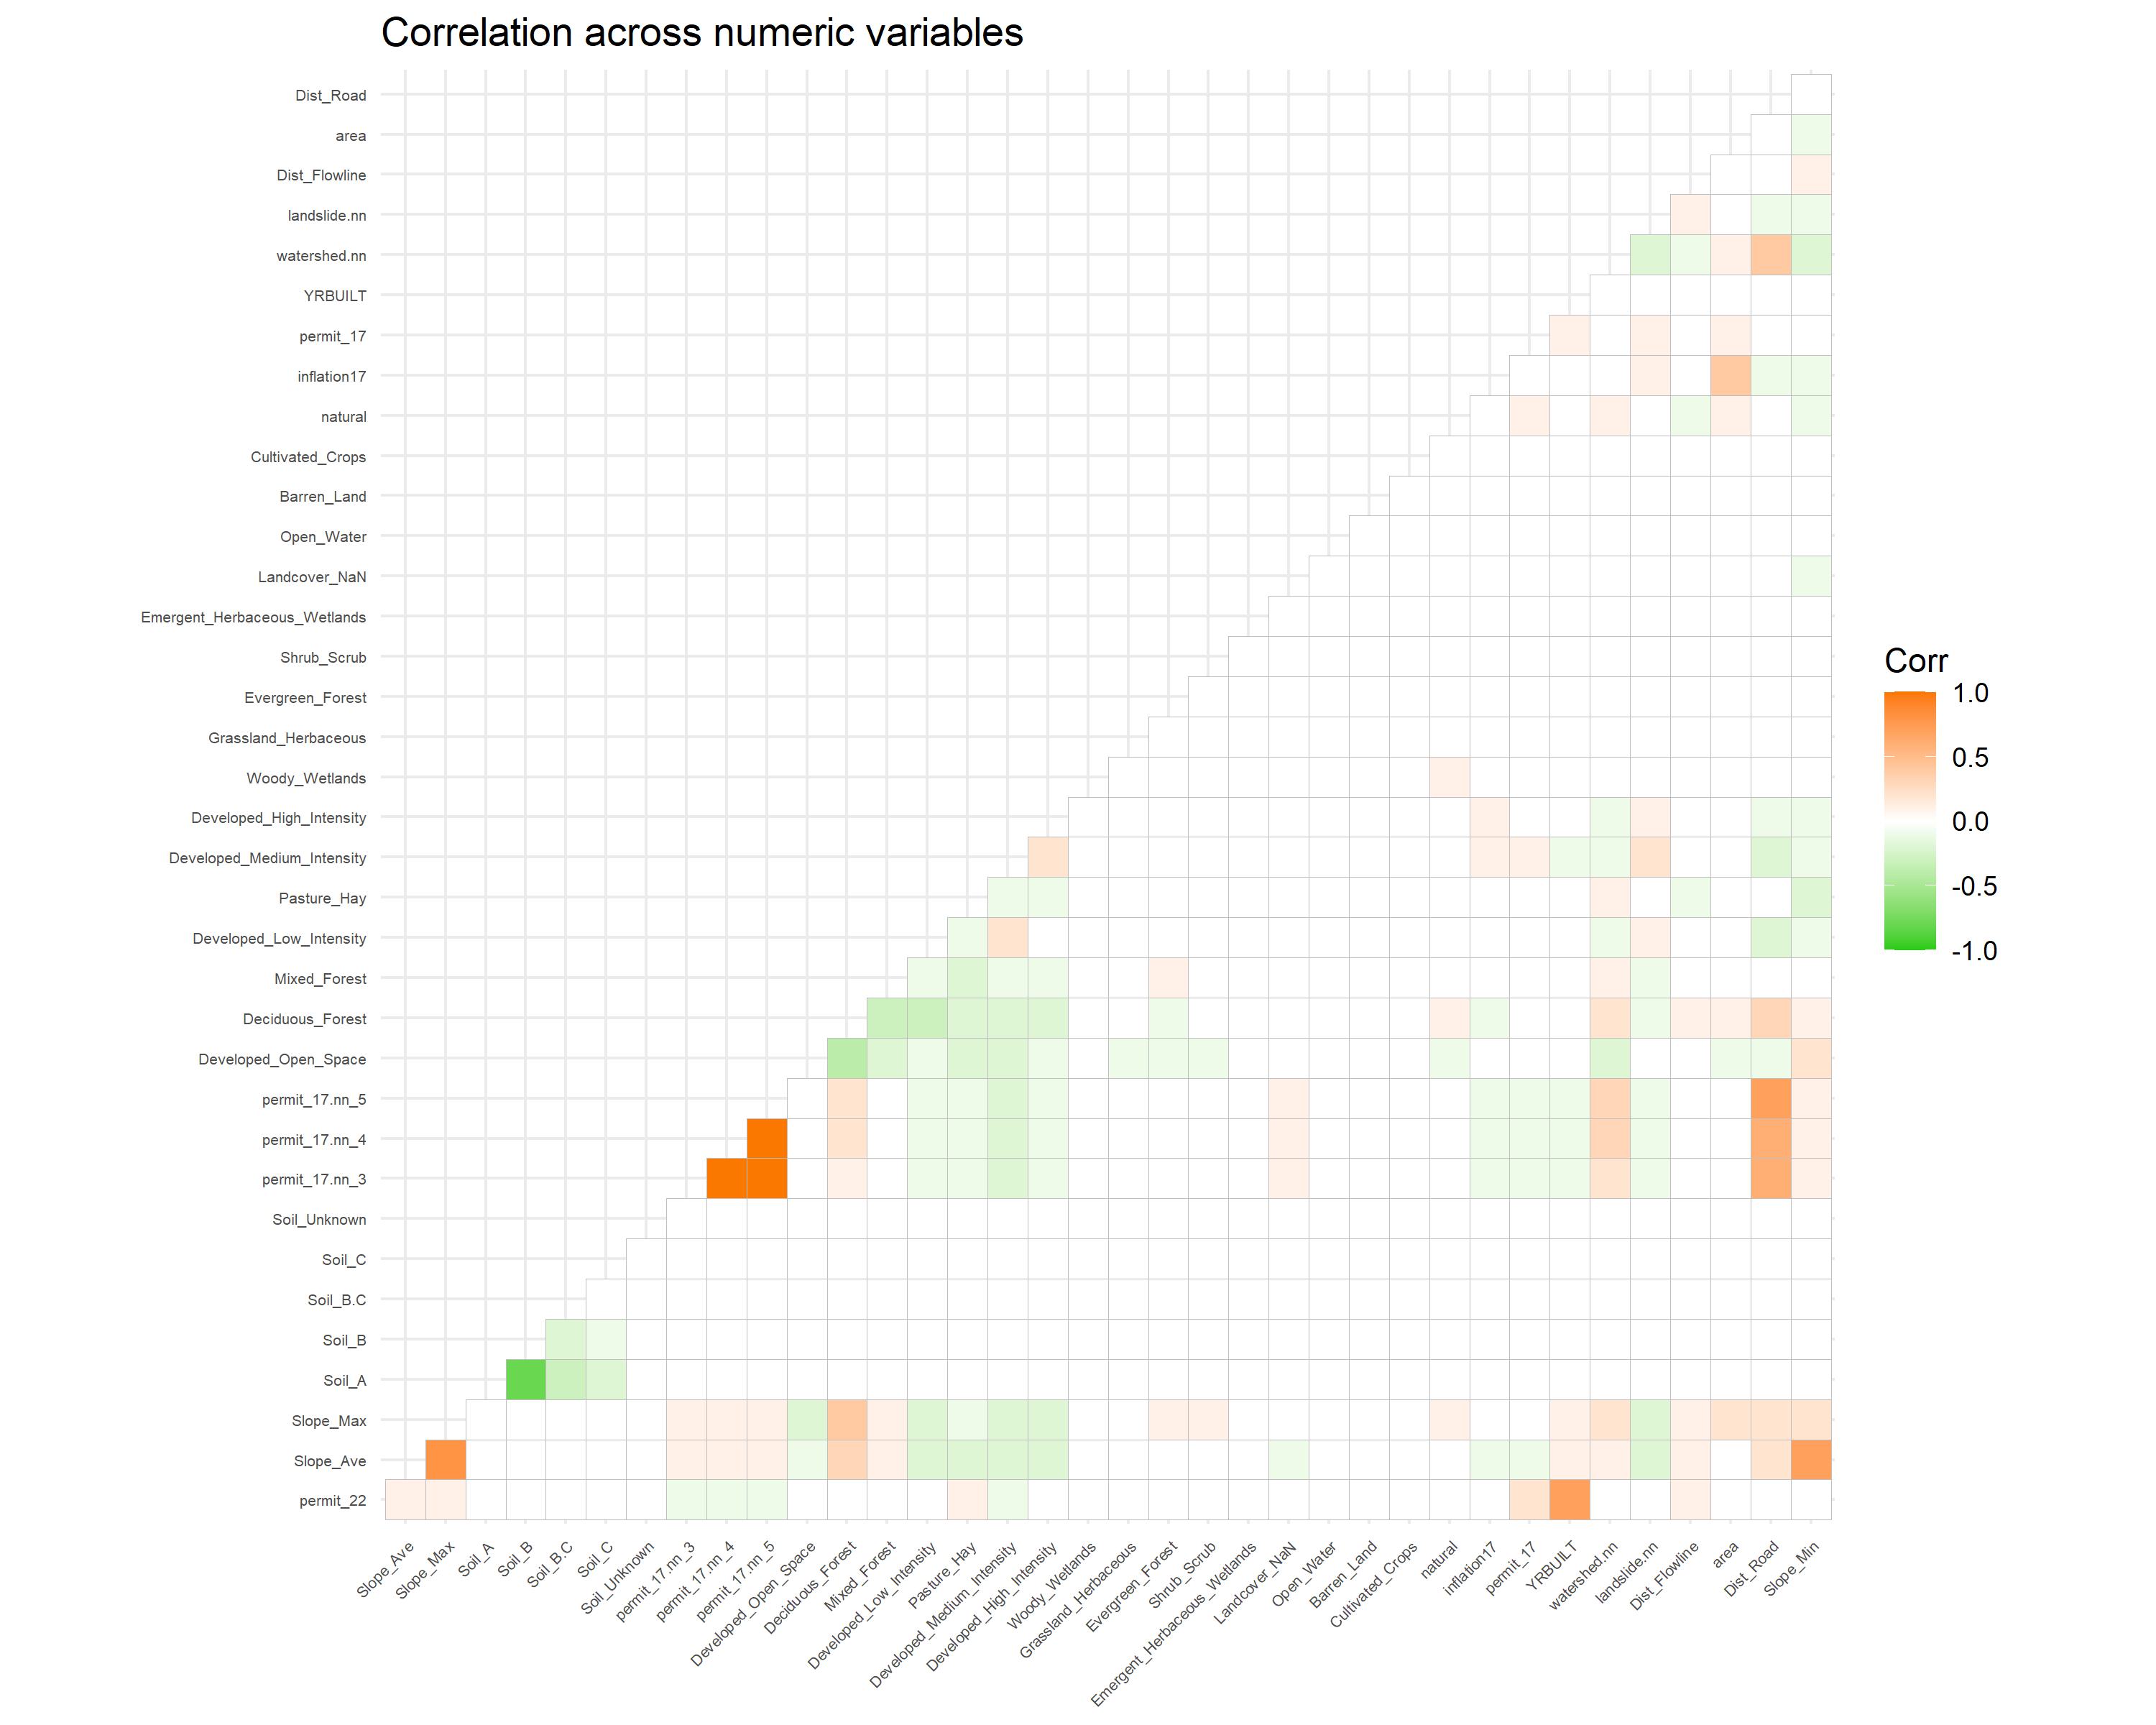 Correlation across numeric variables
Dist_Road
area
Dist_Flowline
landslide.nn
watershed.nn
YRBUILT
permit_17
inflation17
natural
Cultivated_Crops
Barren_Land
Open_Water
Landcover_NaN
Emergent_Herbaceous_Wetlands
Shrub_Scrub
Evergreen_Forest
Grassland_Herbaceous
Woody_Wetlands
Developed_High_Intensity
Developed_Medium_Intensity
Pasture_Hay
Developed_Low_Intensity
Mixed_Forest
Deciduous_Forest
Developed_Open_Space
permit_17.nn_5
permit_17.nn_4
permit_17.nn_3
Soil_Unknown
Soil_C
Soil_B.C
Soil_B
Soil_A
Slope_Max
Slope_Ave
permit_22
Slope_Ave
Slope_Max
Soil_A
Soil_B
Soil_B.C
Soil_C
Soil_Unknown
permit_17.nn_3
permit_17.nn_4
permit_17.nn_5
Developed_Open_Space
Deciduous_Forest
Mixed_Forest
Developed_Low_Intensity
Pasture_Hay
Developed_Medium_Intensity
Developed_High_Intensity
Woody_Wetlands
Grassland_Herbaceous
Evergreen_Forest
Shrub_Scrub
Emergent_Herbaceous_Wetlands
Landcover_NaN
Open_Water
Barren_Land
Cultivated_Crops
natural
inflation17
permit_17
YRBUILT
watershed.nn
landslide.nn
Dist_Flowline
area
Dist_Road
Slope_Min
Corr
1.0
0.5
0.0
-0.5
-1.0